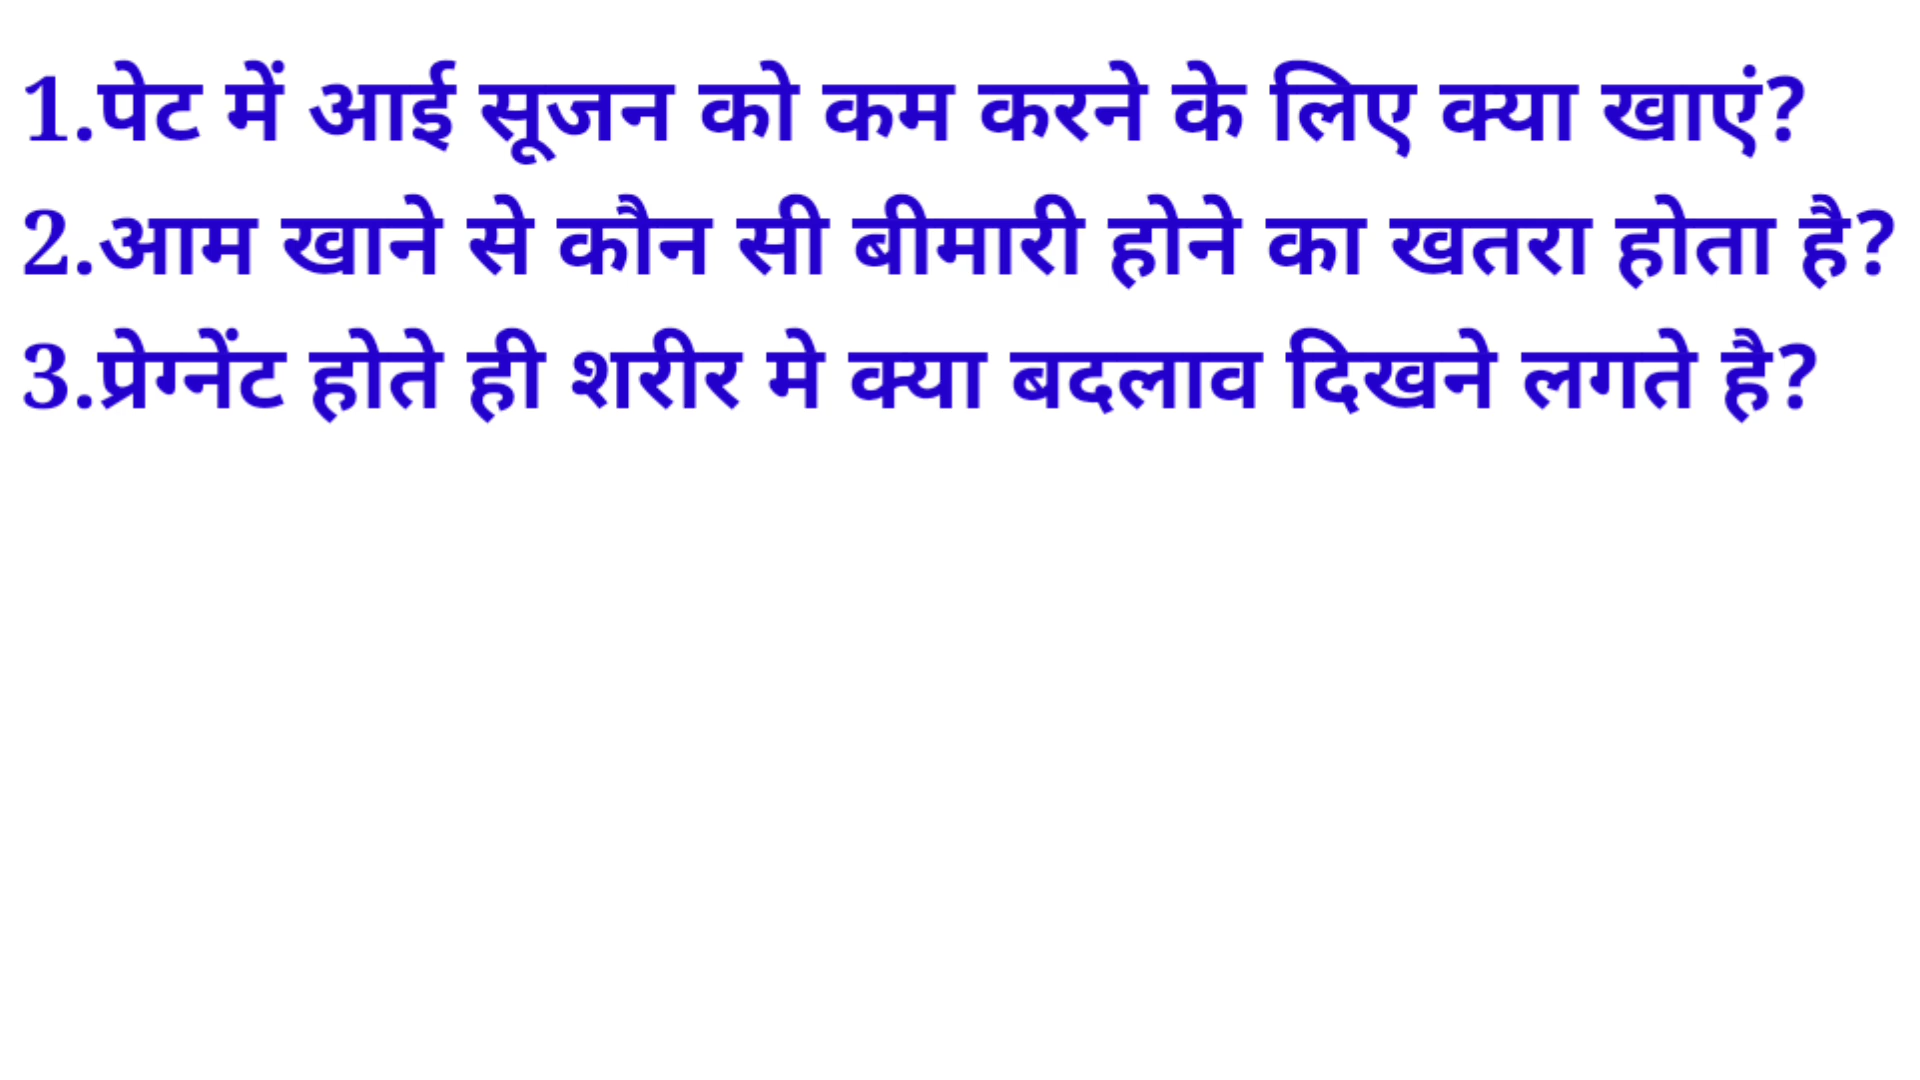 1.पेट में आई सूजन को कम करने के लिए क्या खाएं?
2.आम खाने से कौन सी बीमारी होने का खतरा होता है?
3.प्रेग्नेंट होते ही शरीर मे क्या बदलाव दिखने लगते है?